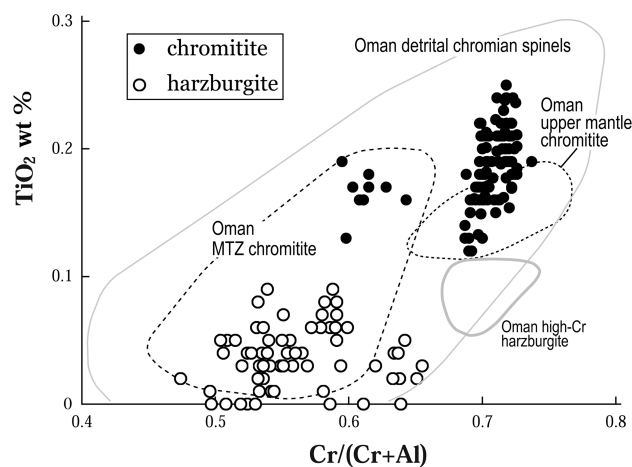 0.3
chromitite
harzburgite
Oman detrital chromian spinels
Oman
upper mantle
chromitite
0.2
TiO₂ wt %
Oman
MTZ chromitite
0.1
Oman high-Cr
harzburgite
0
0.4
0.5
0.6
0.7
0.8
Cr/(Cr+Al)